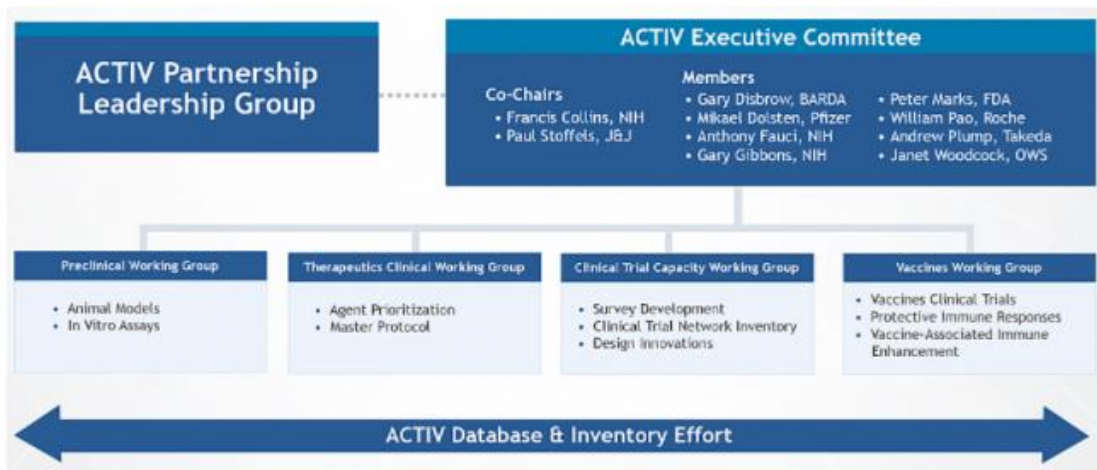 ACTIV Partnership
Leadership Group
ACTIV Executive Committee
Co-Chairs
• Francis Collins, NIH
• Paul Stoffels, J&J
Members
• Gary Disbrow, BARDA
• Mikael Dolsten, Pfizer
• Anthony Fauci, NIH
• Gary Gibbons, NIH
• Peter Marks, FDA
• William Pao, Roche
• Andrew Plump, Takeda
• Janet Woodcock, OWS
Preclinical Working Group
• Animal Models
• In Vitro Assays
Therapeutics Clinical Working Group
• Agent Prioritization
• Master Protocol
Clinical Trial Capacity Working Group
• Survey Development
• Clinical Trial Network Inventory
• Design Innovations
Vaccines Working Group
• Vaccines Clinical Trials
• Protective Immune Responses
• Vaccine-Associated Immune
Enhancement
ACTIV Database & Inventory Effort